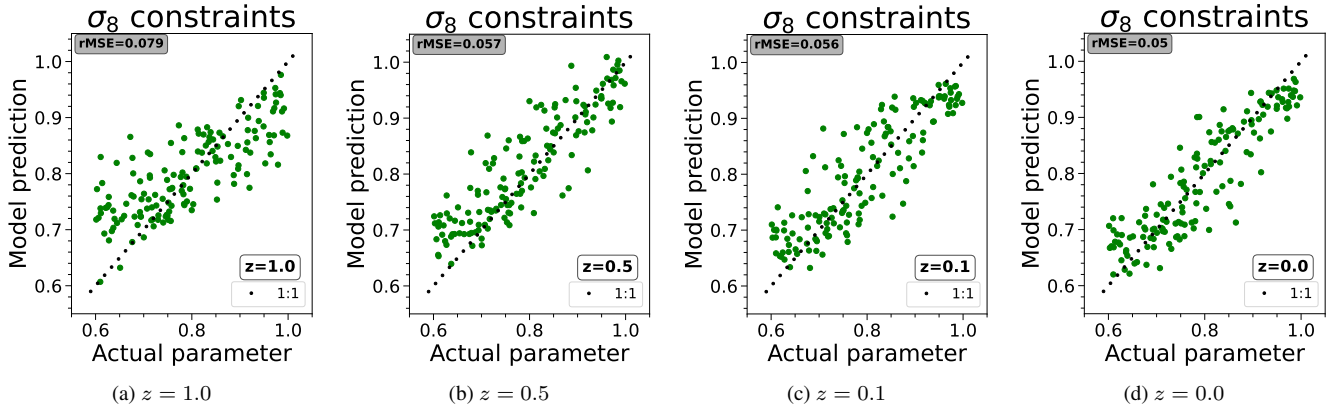 σ8 constraints
rMSE=0.079
Model prediction
1.0
0.9
0.8
0.7
0.6
z=1.0
1:1
0.6 0.8 1.0
Actual parameter
(a) z = 1.0
σ8 constraints
rMSE=0.057
Model prediction
1.0
0.9
0.8
0.7
0.6
z=0.5
1:1
0.6 0.8 1.0
Actual parameter
(b) z = 0.5
σ8 constraints
rMSE=0.056
Model prediction
1.0
0.9
0.8
0.7
0.6
z=0.1
1:1
0.6 0.8 1.0
Actual parameter
(c) z = 0.1
σ8 constraints
rMSE=0.05
Model prediction
1.0
0.9
0.8
0.7
0.6
z=0.0
1:1
0.6 0.8 1.0
Actual parameter
(d) z = 0.0